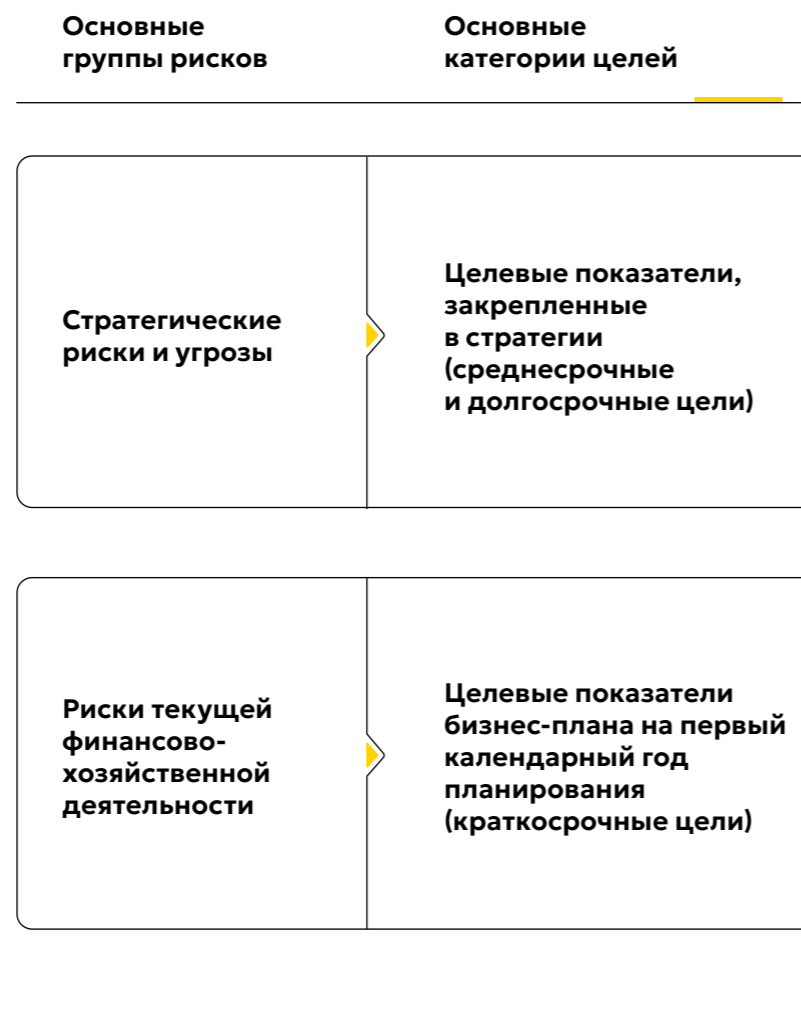 Основные
группы рисков
Основные
категории целей
Стратегические
риски и угрозы
Целевые показатели,
закрепленные
в стратегии
(среднесрочные
и долгосрочные цели)
Риски текущей
финансово-
хозяйственной
деятельности
Целевые показатели
бизнес-плана на первый
календарный год
планирования
(краткосрочные цели)